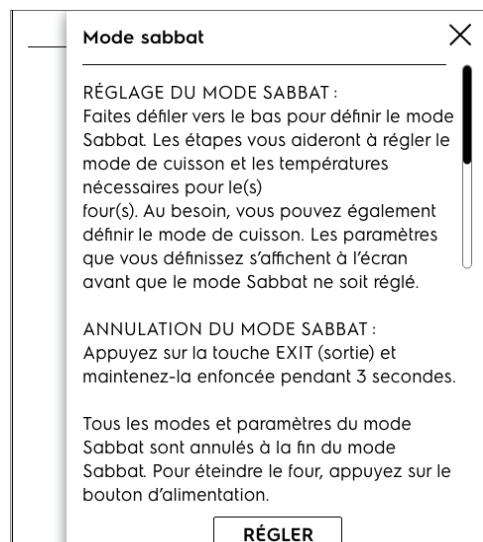 Mode sabbat
RÉGLAGE DU MODE SABBAT :
Faites défiler vers le bas pour définir le mode
Sabbat. Les étapes vous aideront à régler le
mode de cuisson et les températures
nécessaires pour le(s)
four(s). Au besoin, vous pouvez également
définir le mode de cuisson. Les paramètres
que vous définissez s’affichent à l’écran
avant que le mode Sabbat ne soit réglé.
ANNULATION DU MODE SABBAT :
Appuyez sur la touche EXIT (sortie) et
maintenez-la enfoncée pendant 3 secondes.
Tous les modes et paramètres du mode
Sabbat sont annulés à la fin du mode
Sabbat. Pour éteindre le four, appuyez sur le
bouton d’alimentation.
RÉGLER